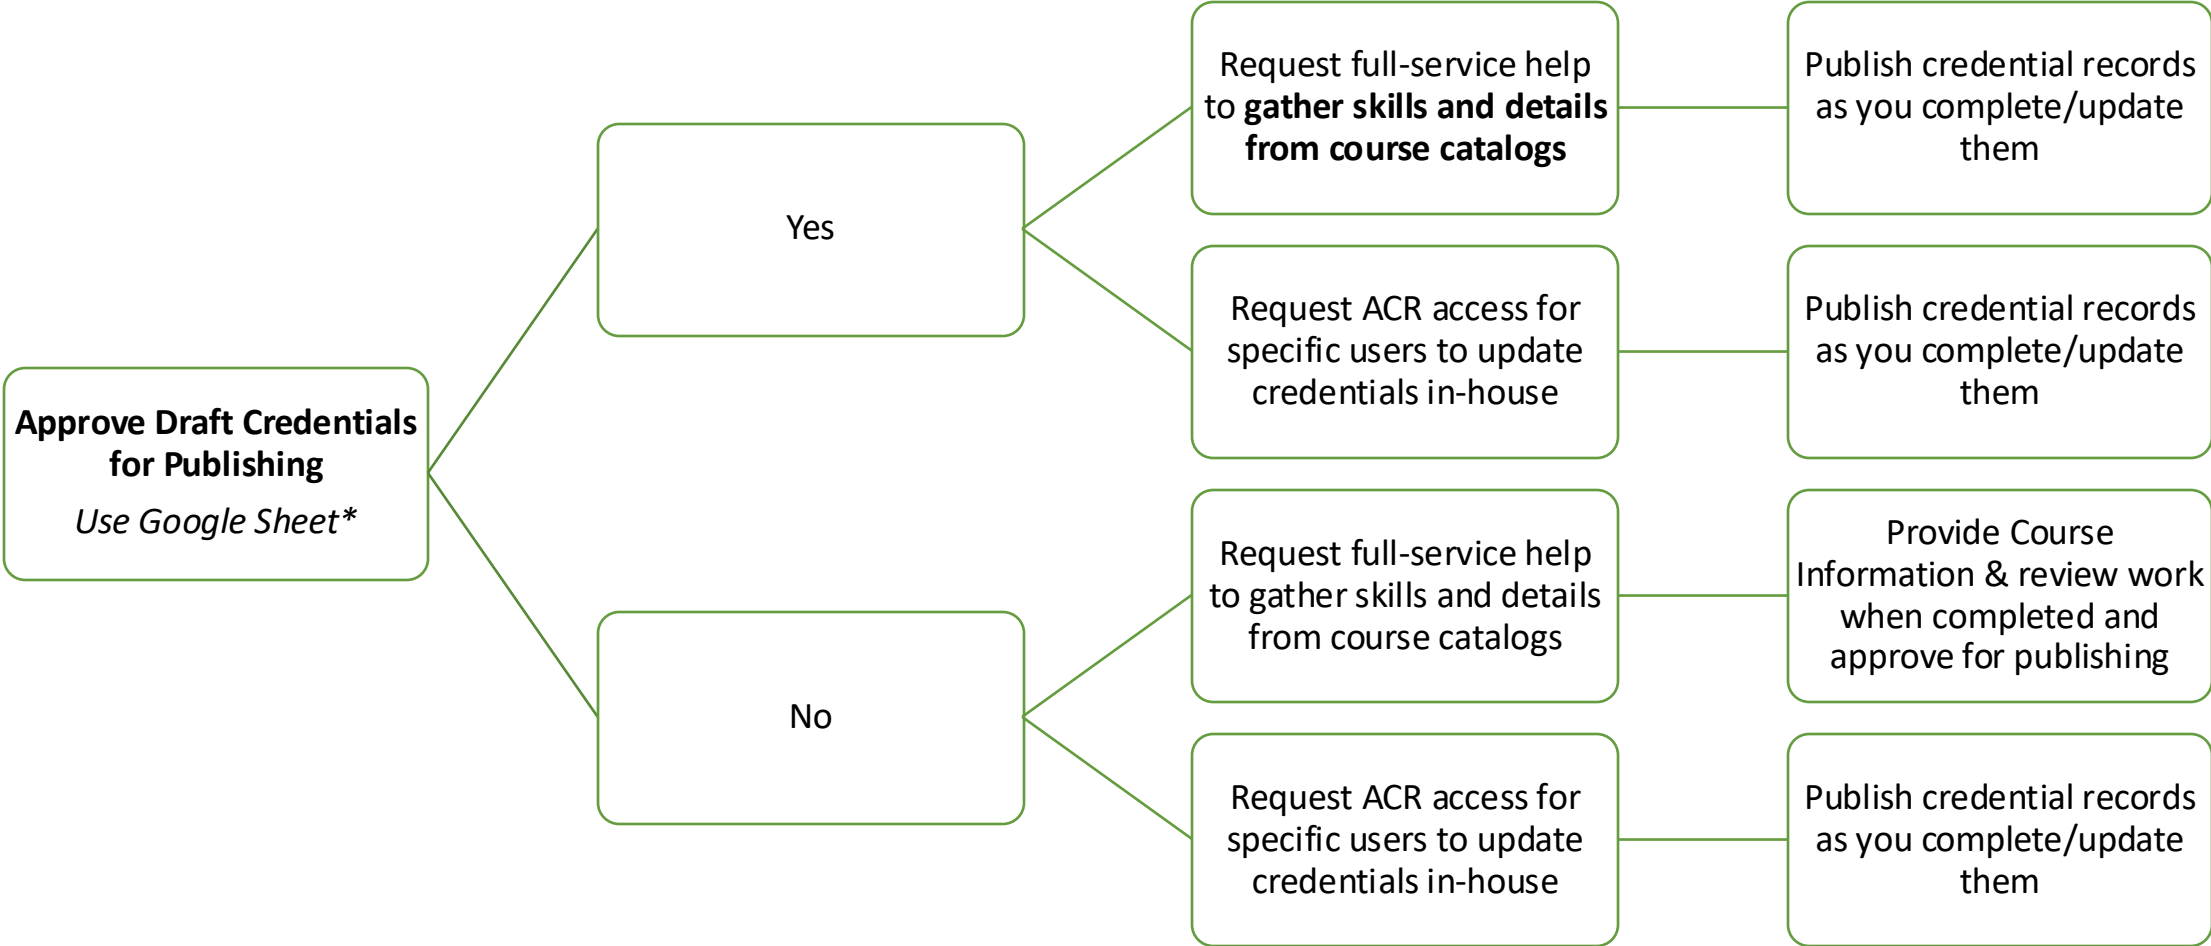 Approve Draft Credentials
for Publishing
Use Google Sheet*
Yes
Request full-service help
to gather skills and details
from course catalogs
Publish credential records
as you complete/update
them
Request ACR access for
specific users to update
credentials in-house
Publish credential records
as you complete/update
them
No
Request full-service help
to gather skills and details
from course catalogs
Provide Course
Information & review work
when completed and
approve for publishing
Request ACR access for
specific users to update
credentials in-house
Publish credential records
as you complete/update
them